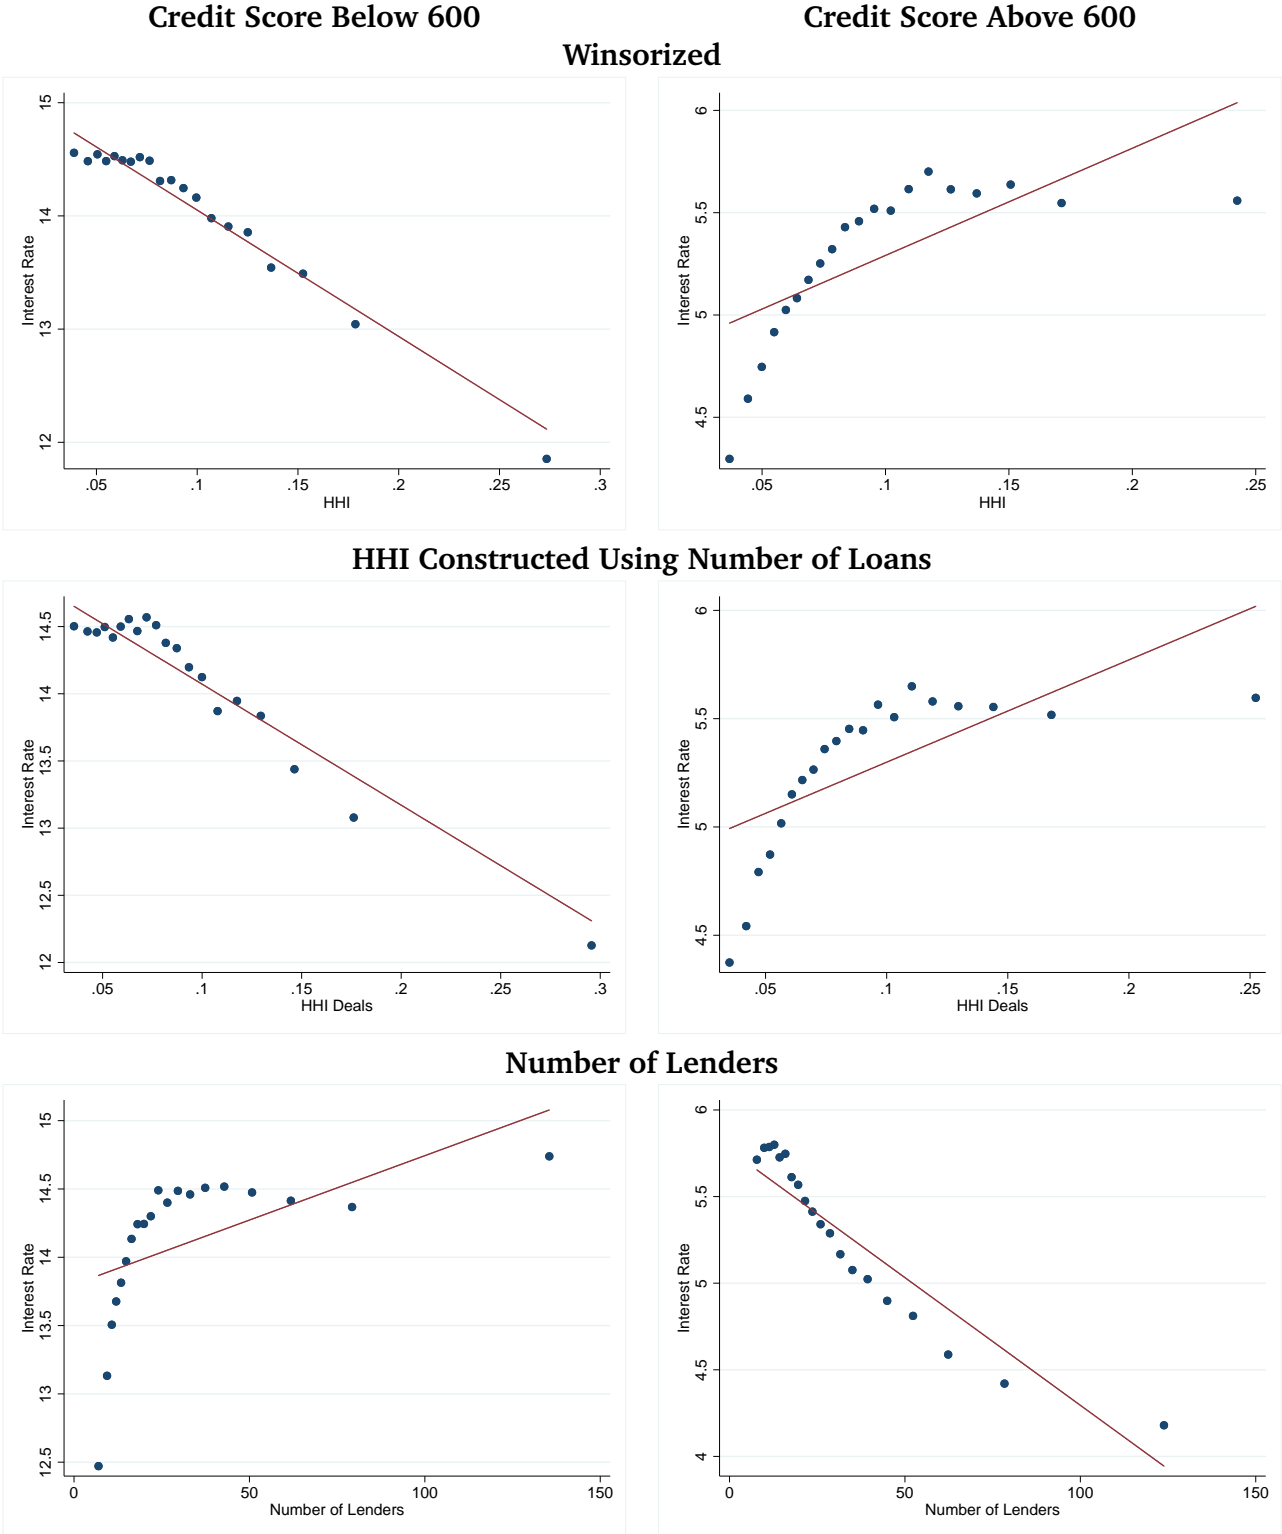 Credit Score Below 600
Credit Score Above 600
Winsorized
Interest Rate
15
14
13
12
.05 .1 .15 .2 .25 .3
HHI
Interest Rate
6
5.5
5
4.5
.05 .1 .15 .2 .25
HHI
HHI Constructed Using Number of Loans
Interest Rate
14.5
14
13.5
13
12.5
12
.05 .1 .15 .2 .25 .3
HHI Deals
Interest Rate
6
5.5
5
4.5
.05 .1 .15 .2 .25
HHI Deals
Number of Lenders
Interest Rate
15
14.5
14
13.5
13
12.5
0 50 100 150
Number of Lenders
Interest Rate
6
5.5
5
4.5
4
0 50 100 150
Number of Lenders